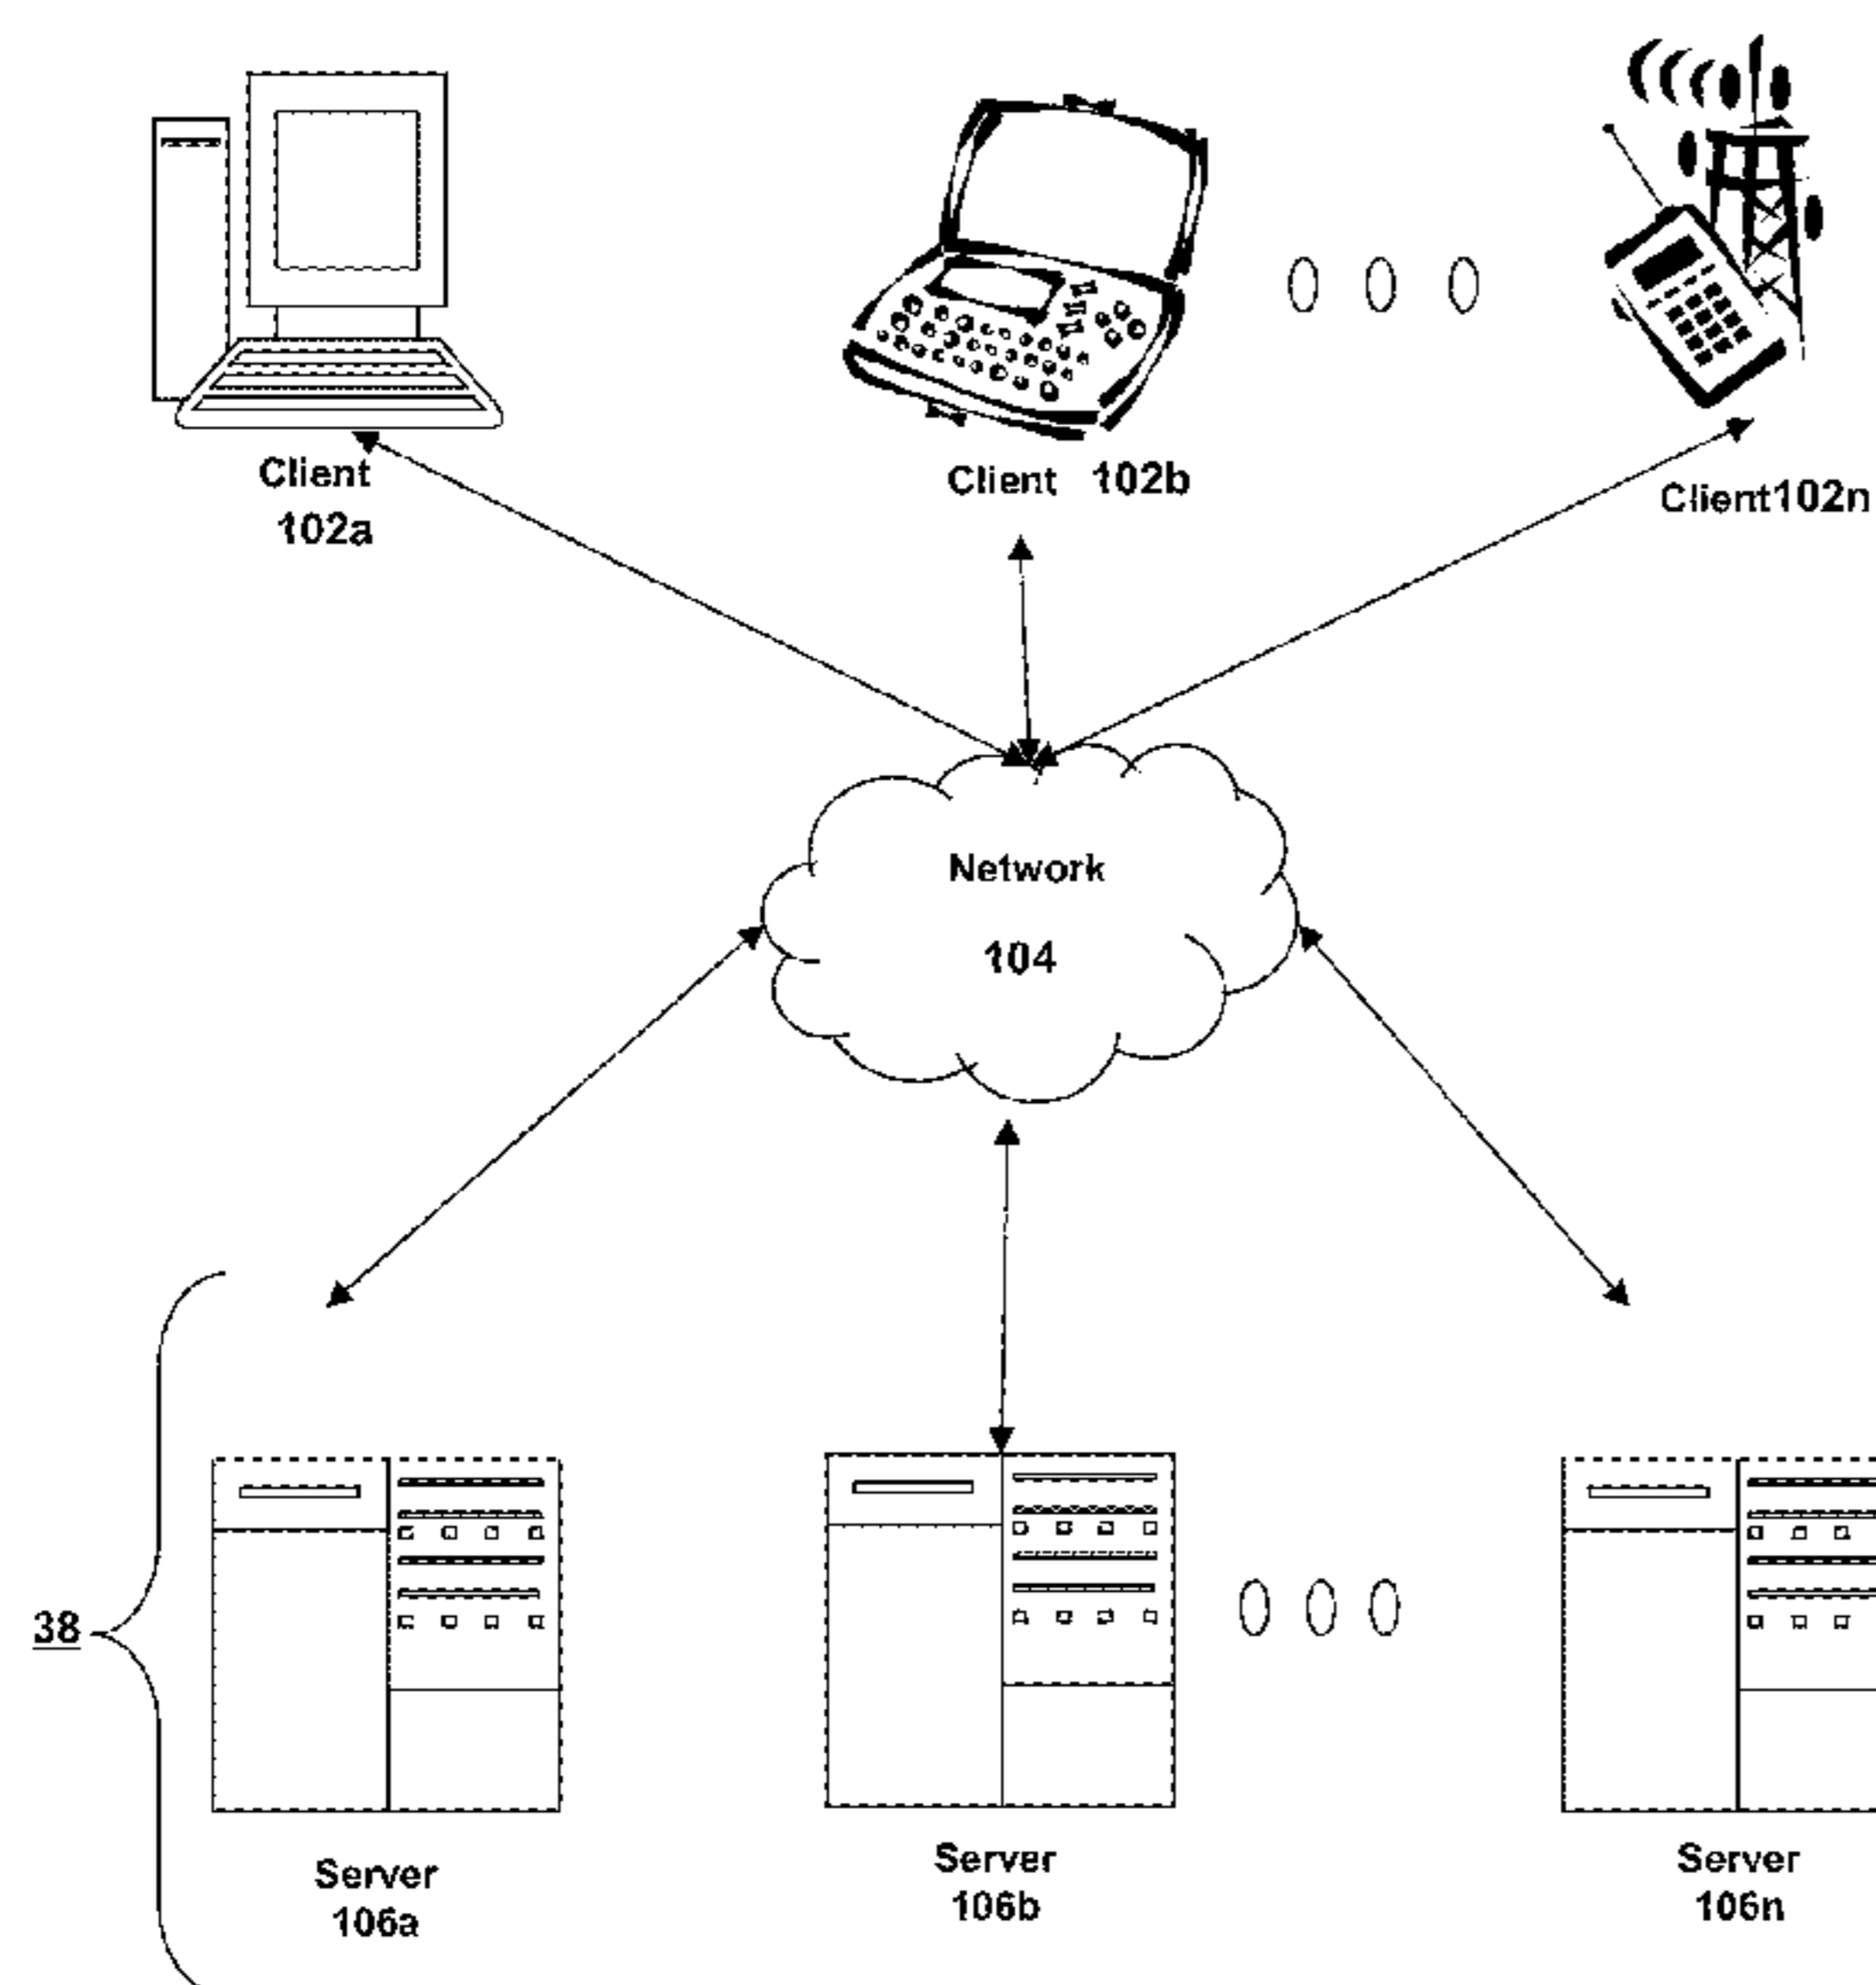 Client
102a
Client 102b
Client102n
Network
104
38
Server
106a
Server
106b
Server
106n